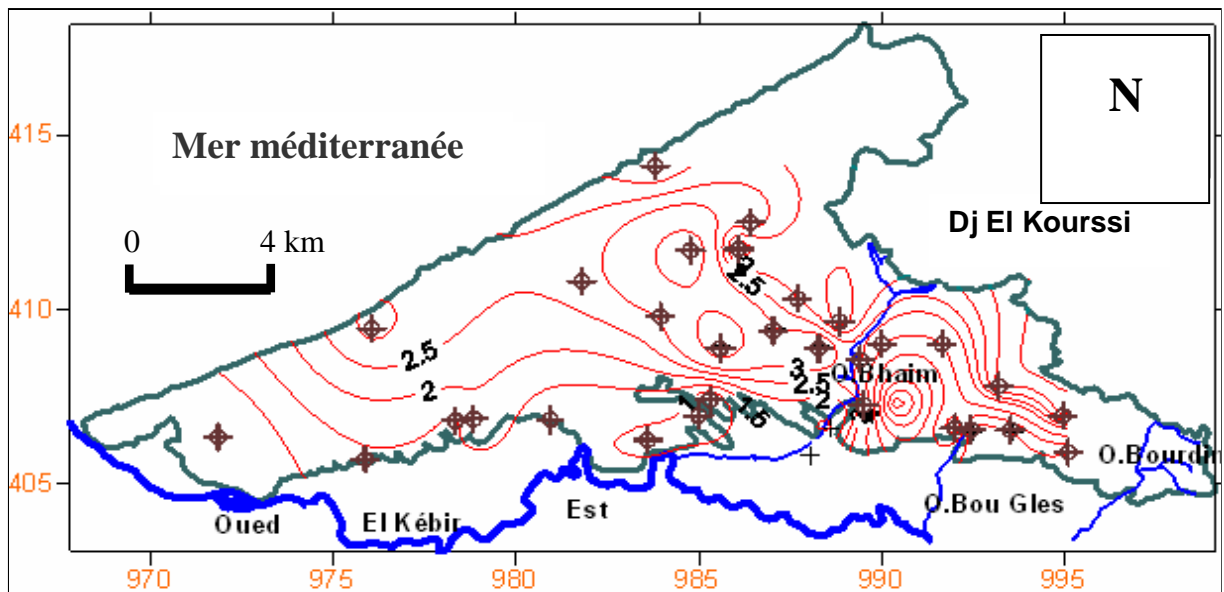 N
415
Mer méditerranée
Dj El Kourssi
0 4 km
2.5
410
2.5
3
O.Bhaim
2.5
2
2
1.5
405
O.Bourdin
O.Bou Gles
Oued El Kébir Est
970 975 980 985 990 995